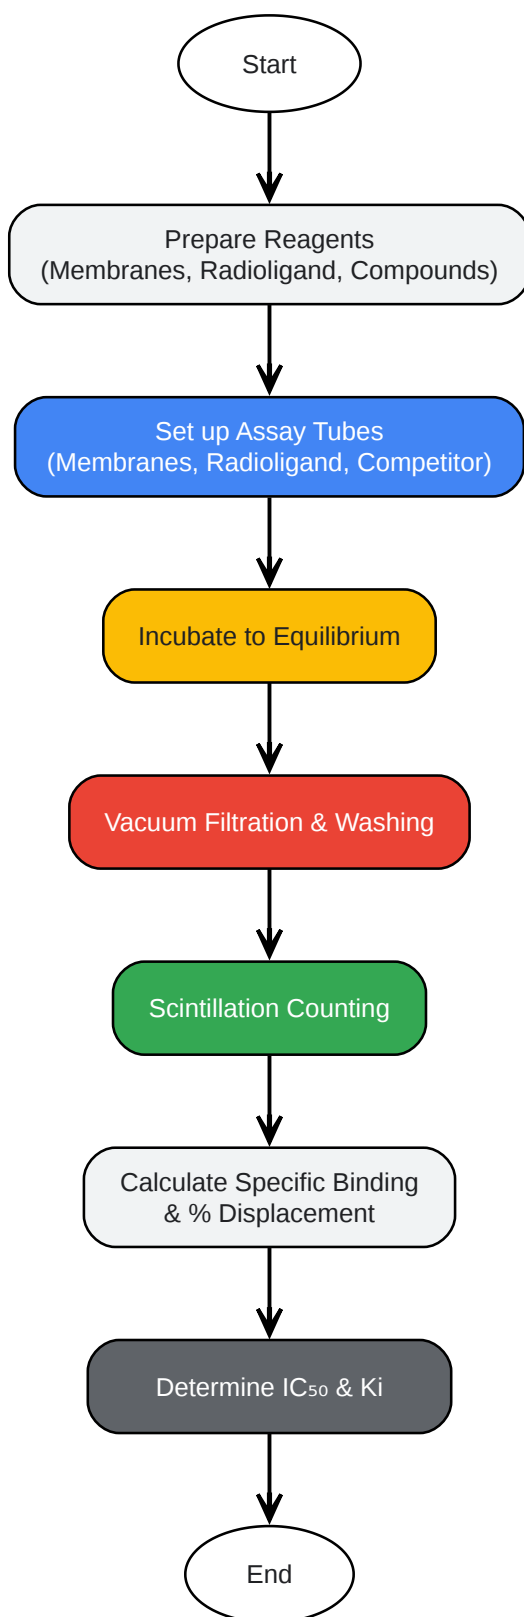 Start
Prepare Reagents
(Membranes, Radioligand, Compounds)
Set up Assay Tubes
(Membranes, Radioligand, Competitor)
Incubate to Equilibrium
Vacuum Filtration & Washing
Scintillation Counting
Calculate Specific Binding
& % Displacement
Determine IC₅₀ & Ki
End